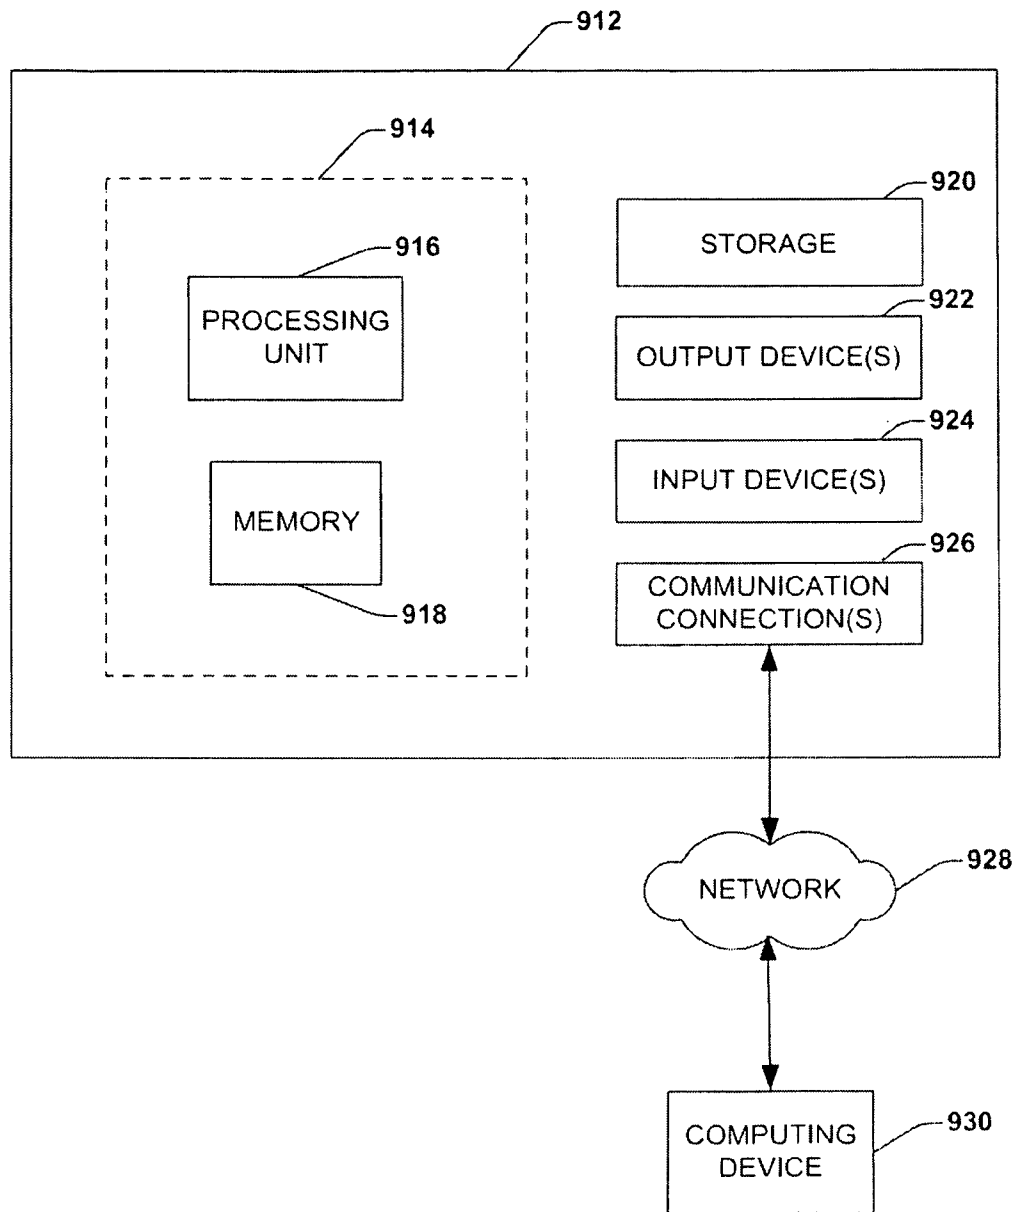 912
914
916
PROCESSING
UNIT
MEMORY
918
920
STORAGE
922
OUTPUT DEVICE(S)
924
INPUT DEVICE(S)
926
COMMUNICATION
CONNECTION(S)
928
NETWORK
930
COMPUTING
DEVICE